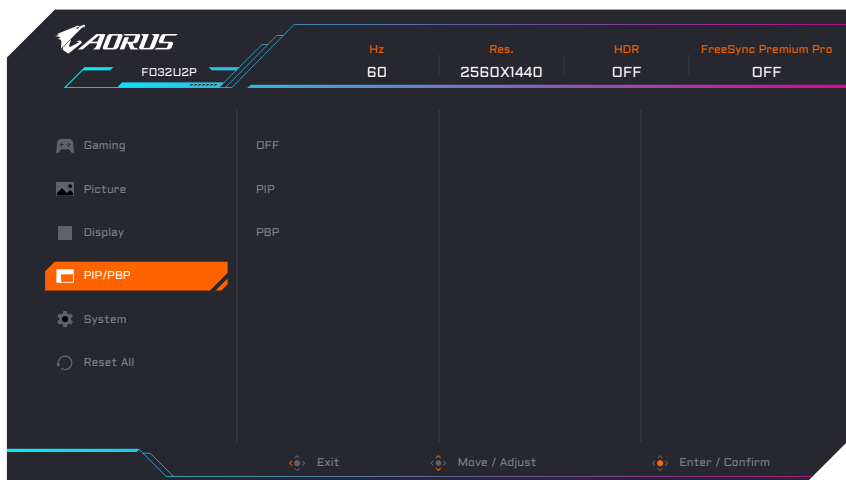 AORUS
FO32U2P
Hz Res. HDR FreeSync Premium Pro
60 2560X1440 OFF OFF
Gaming OFF
Picture PIP
Display PBP
PIP/PBP
System
Reset All
Exit Move / Adjust Enter / Confirm